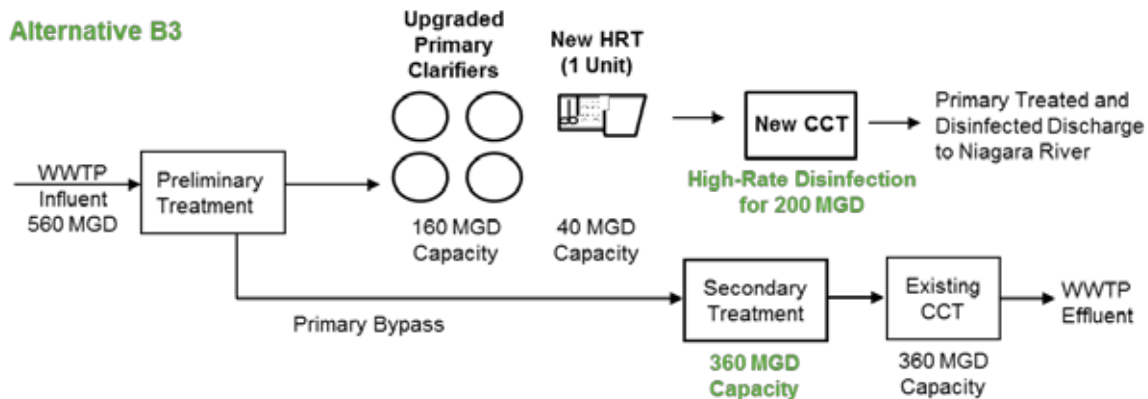 Alternative B3
Upgraded
Primary
Clarifiers
New HRT
(1 Unit)
WWTP
Influent
560 MGD
Preliminary
Treatment
160 MGD
Capacity
40 MGD
Capacity
New CCT
High-Rate Disinfection
for 200 MGD
Primary Treated and
Disinfected Discharge
to Niagara River
Primary Bypass
Secondary
Treatment
360 MGD
Capacity
Existing
CCT
360 MGD
Capacity
WWTP
Effluent